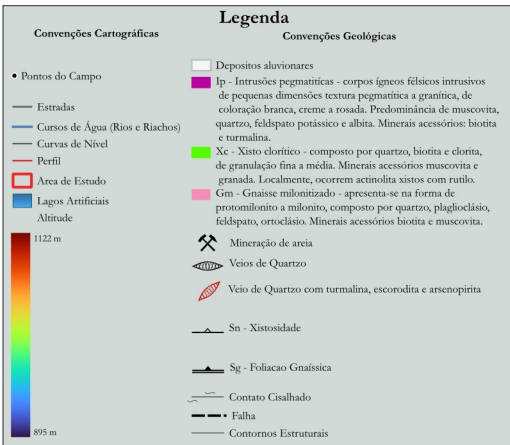 Legenda
Convenções Cartográficas
Pontos do Campo
Estradas
Cursos de Água (Rios e Riachos)
Curvas de Nível
Perfil
Area de Estudo
Lagos Artificiais
Altitude
1122 m
895 m
Convenções Geológicas
Depositos aluvionares
Ip - Intrusões pegmatíticas - corpos ígneos félsicos intrusivos
de pequenas dimensões textura pegmatítica a granítica, de
coloração branca, creme a rosada. Predominância de muscovita,
quartzo, feldspato potássico e albita. Minerais acessórios: biotita
e turmalina.
Xc - Xisto clorítico - composto por quartzo, biotita e clorita,
de granulação fina a média. Minerais acessórios muscovita e
granada. Localmente, ocorrem actinolita xistos com rutilo.
Gm - Gnaisse milonitizado - apresenta-se na forma de
protomilonito a milonito, composto por quartzo, plaglioclásio,
feldspato, ortoclásio. Minerais acessórios biotita e muscovita.
Mineração de areia
Veios de Quartzo
Veio de Quartzo com turmalina, escorodita e arsenopirita
Sn - Xistosidade
Sg - Foliacao Gnaíssica
Contato Cisalhado
Falha
Contornos Estruturais